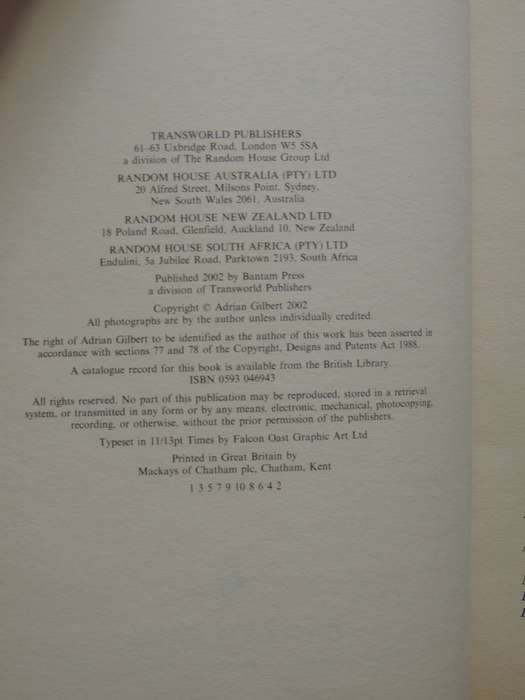 TRANSWORLD PUBLISHERS
61–63 Uxbridge Road, London W5 5SA
a division of The Random House Group Ltd
RANDOM HOUSE AUSTRALIA (PTY) LTD
20 Alfred Street, Milsons Point, Sydney,
New South Wales 2061, Australia
RANDOM HOUSE NEW ZEALAND LTD
18 Poland Road, Glenfield, Auckland 10, New Zealand
RANDOM HOUSE SOUTH AFRICA (PTY) LTD
Endulini, 5a Jubilee Road, Parktown 2193, South Africa
Published 2002 by Bantam Press
a division of Transworld Publishers
Copyright © Adrian Gilbert 2002
All photographs are by the author unless individually credited.
The right of Adrian Gilbert to be identified as the author of this work has been asserted in
accordance with sections 77 and 78 of the Copyright, Designs and Patents Act 1988.
A catalogue record for this book is available from the British Library.
ISBN 0593 046943
All rights reserved. No part of this publication may be reproduced, stored in a retrieval
system, or transmitted in any form or by any means, electronic, mechanical, photocopying,
recording, or otherwise, without the prior permission of the publishers.
Typeset in 11/13pt Times by Falcon Oast Graphic Art Ltd
Printed in Great Britain by
Mackays of Chatham plc, Chatham, Kent
1 3 5 7 9 10 8 6 4 2